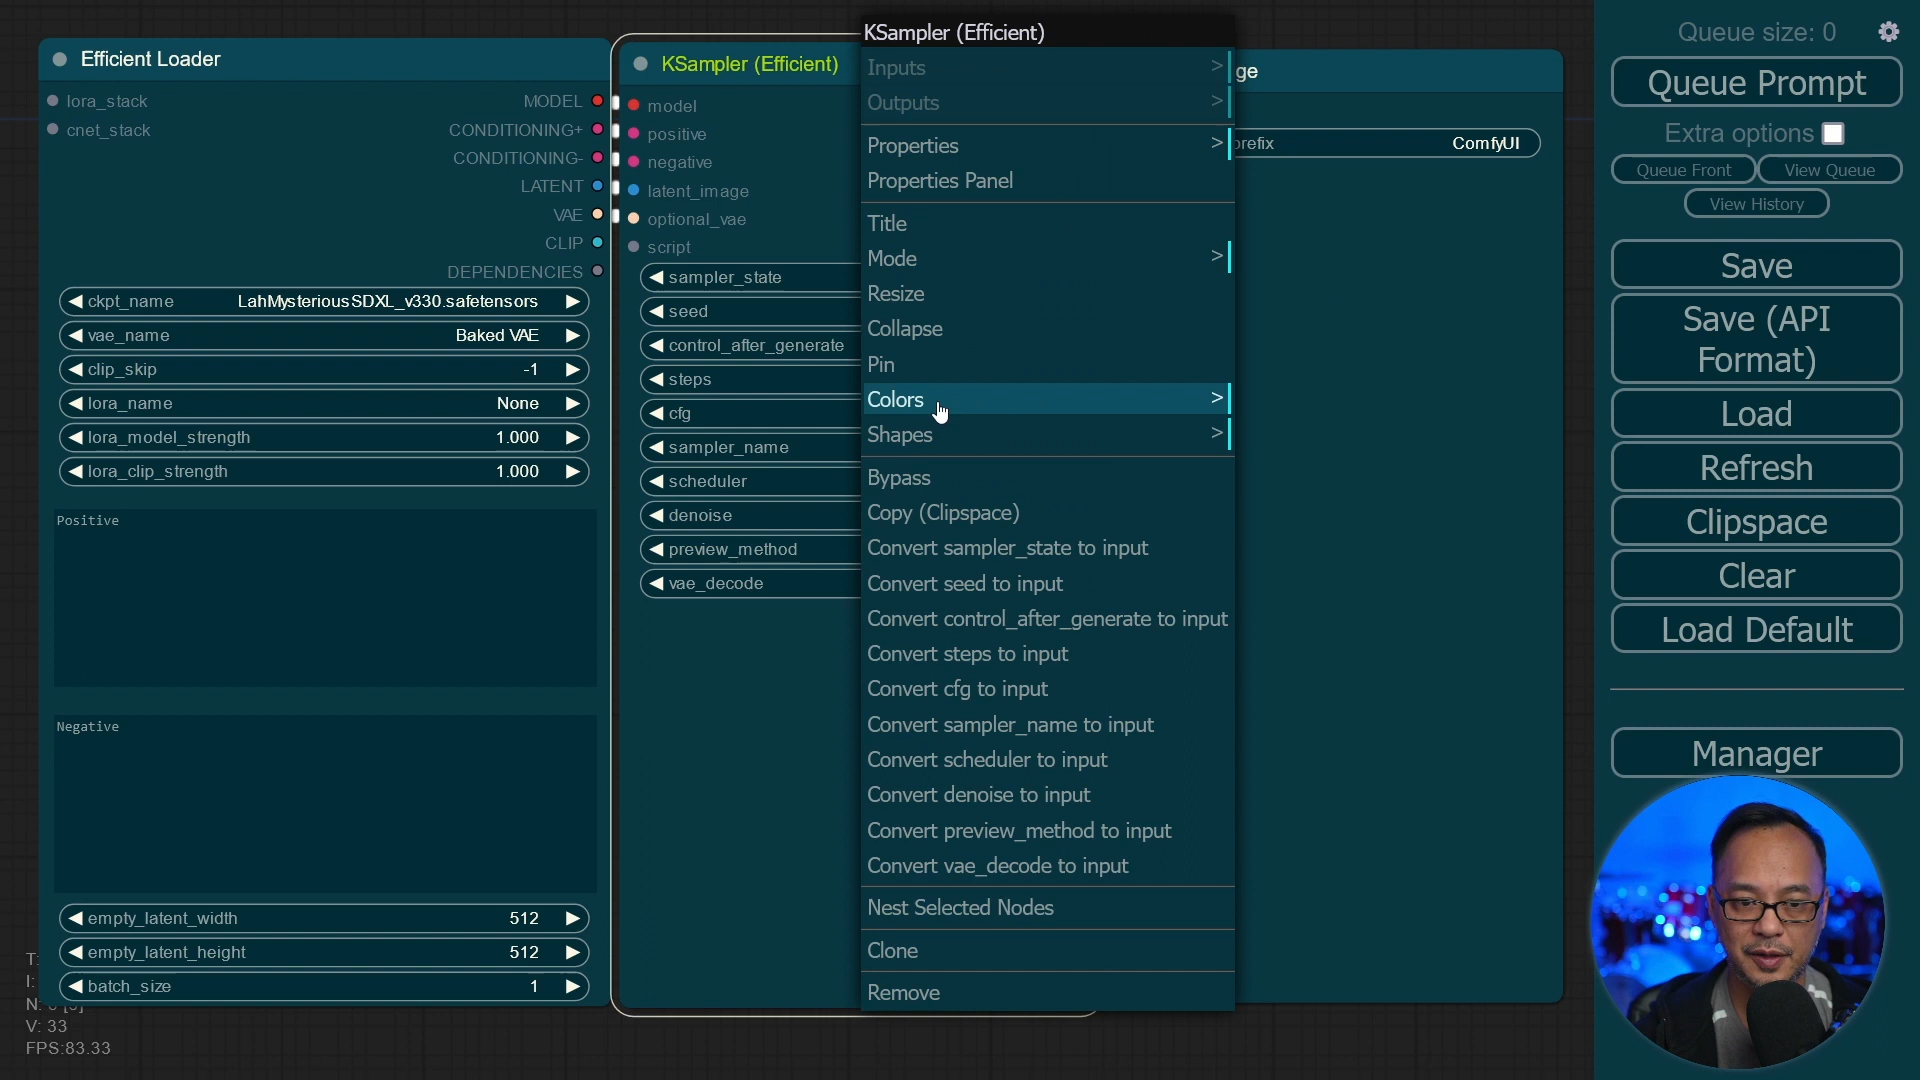 Efficient Loader
lora_stack
cnet_stack
MODEL
CONDITIONING+
CONDITIONING-
LATENT
VAE
CLIP
DEPENDENCIES
ckpt_name LahMysteriousSDXL_v330.safetensors
vae_name Baked VAE
clip_skip -1
lora_name None
lora_model_strength 1.000
lora_clip_strength 1.000
Positive
Negative
empty_latent_width 512
empty_latent_height 512
batch_size 1
T:
I:
V: 33
FPS:83.33
KSampler (Efficient)
model
positive
negative
latent_image
optional_vae
script
sampler_state
seed
control_after_generate
steps
cfg
sampler_name
scheduler
denoise
preview_method
vae_decode
KSampler (Efficient)
Inputs >
Outputs >
Properties >
Properties Panel
Title
Mode >
Resize
Collapse
Pin
Colors >
Shapes >
Bypass
Copy (Clipspace)
Convert sampler_state to input
Convert seed to input
Convert control_after_generate to input
Convert steps to input
Convert cfg to input
Convert sampler_name to input
Convert scheduler to input
Convert denoise to input
Convert preview_method to input
Convert vae_decode to input
Nest Selected Nodes
Clone
Remove
ge
prefix ComfyUI
Queue size: 0
Queue Prompt
Extra options
Queue Front View Queue
View History
Save
Save (API
Format)
Load
Refresh
Clipspace
Clear
Load Default
Manager